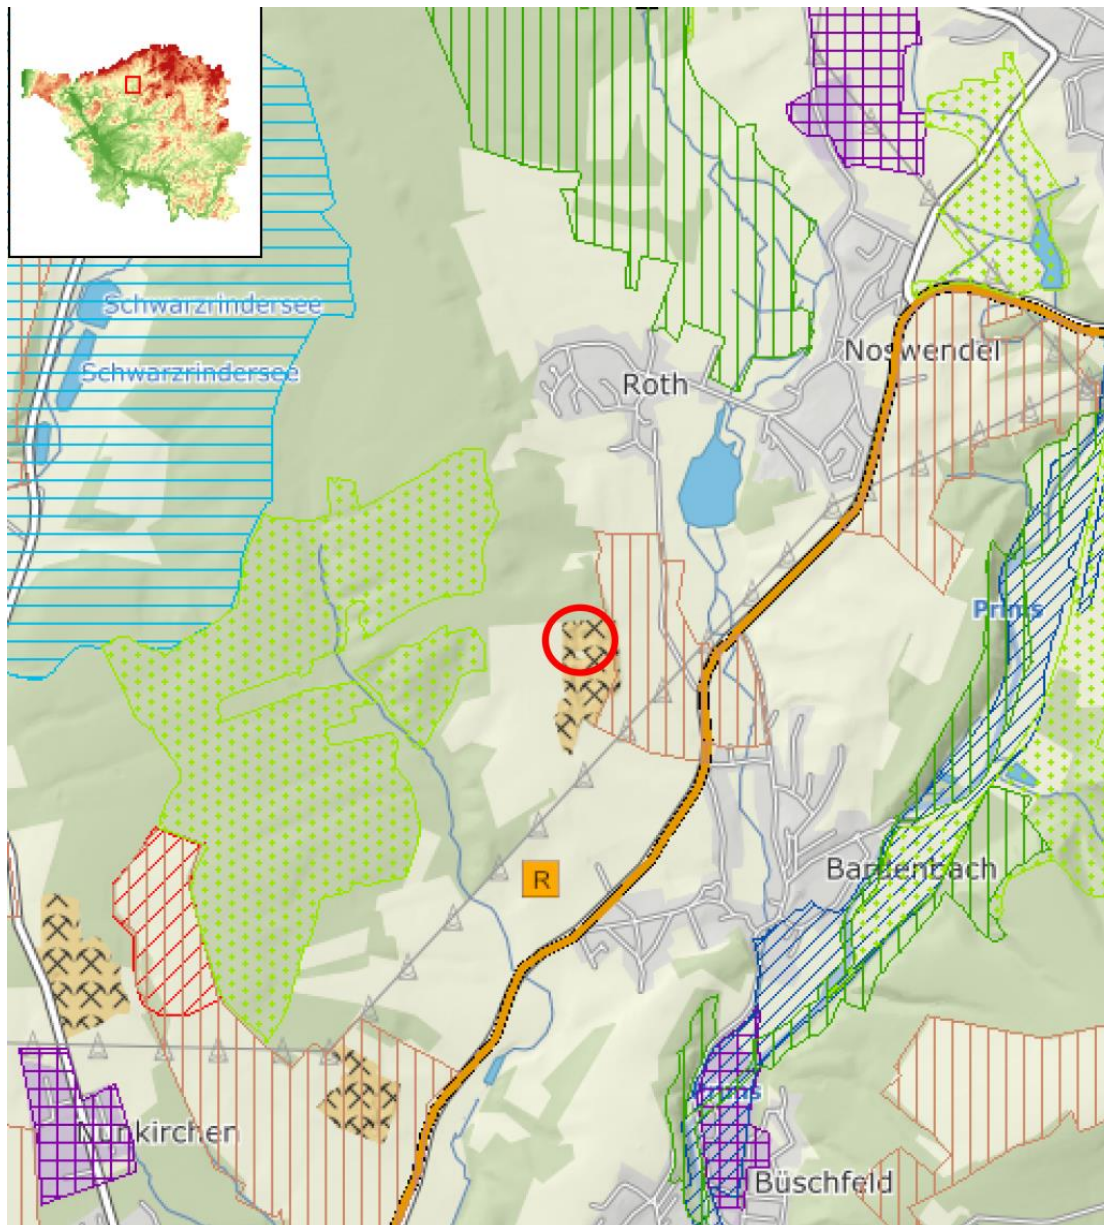 Schwarzrindersee
Noswendel
Schwarzrindersee
Roth
Prims
Bardenbach
R
Prims
Nunkirchen
Büschfeld